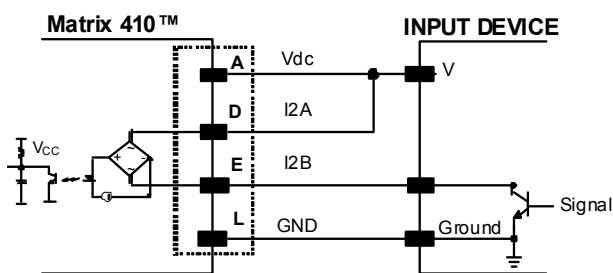 Matrix 410™
INPUT DEVICE
A
Vdc
V
D
I2A
VCC
E
I2B
Signal
L
GND
Ground